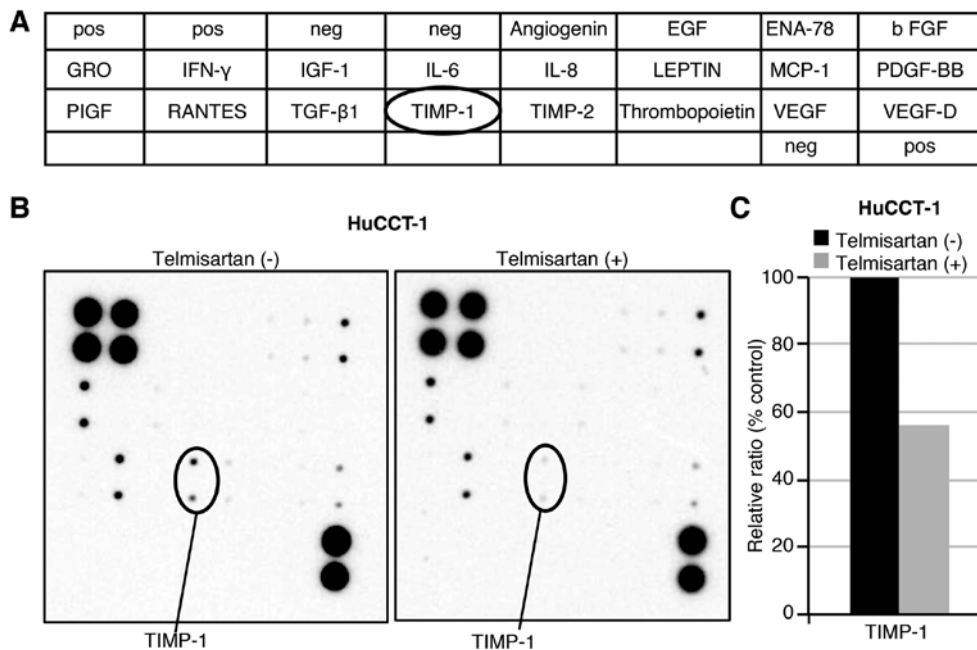 A
pos pos neg neg Angiogenin EGF ENA-78 b FGF
GRO IFN-γ IGF-1 IL-6 IL-8 LEPTIN MCP-1 PDGF-BB
PIGF RANTES TGF-β1 TIMP-1 TIMP-2 Thrombopoietin VEGF VEGF-D
neg pos
B
HuCCT-1
Telmisartan (-) Telmisartan (+)
TIMP-1 TIMP-1
C
HuCCT-1
Telmisartan (-)
Telmisartan (+)
Relative ratio (% control)
100
80
60
40
20
0
TIMP-1